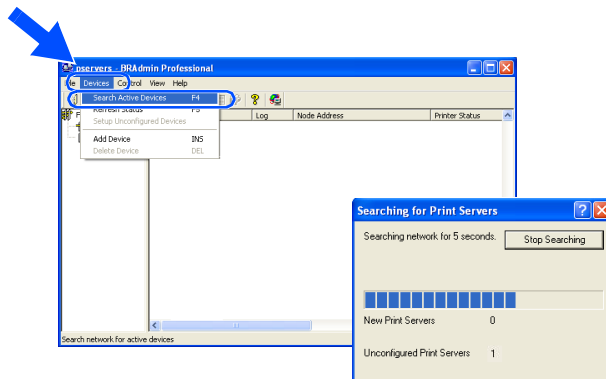 pservers - BRAdmin Professional
Devices Control View Help
Search Active Devices F4
Refresh Status F5
Setup Unconfigured Devices
Add Device INS
Delete Device DEL
Log Node Address Printer Status
Searching for Print Servers
Searching network for 5 seconds.
Stop Searching
New Print Servers 0
Unconfigured Print Servers 1
Search network for active devices